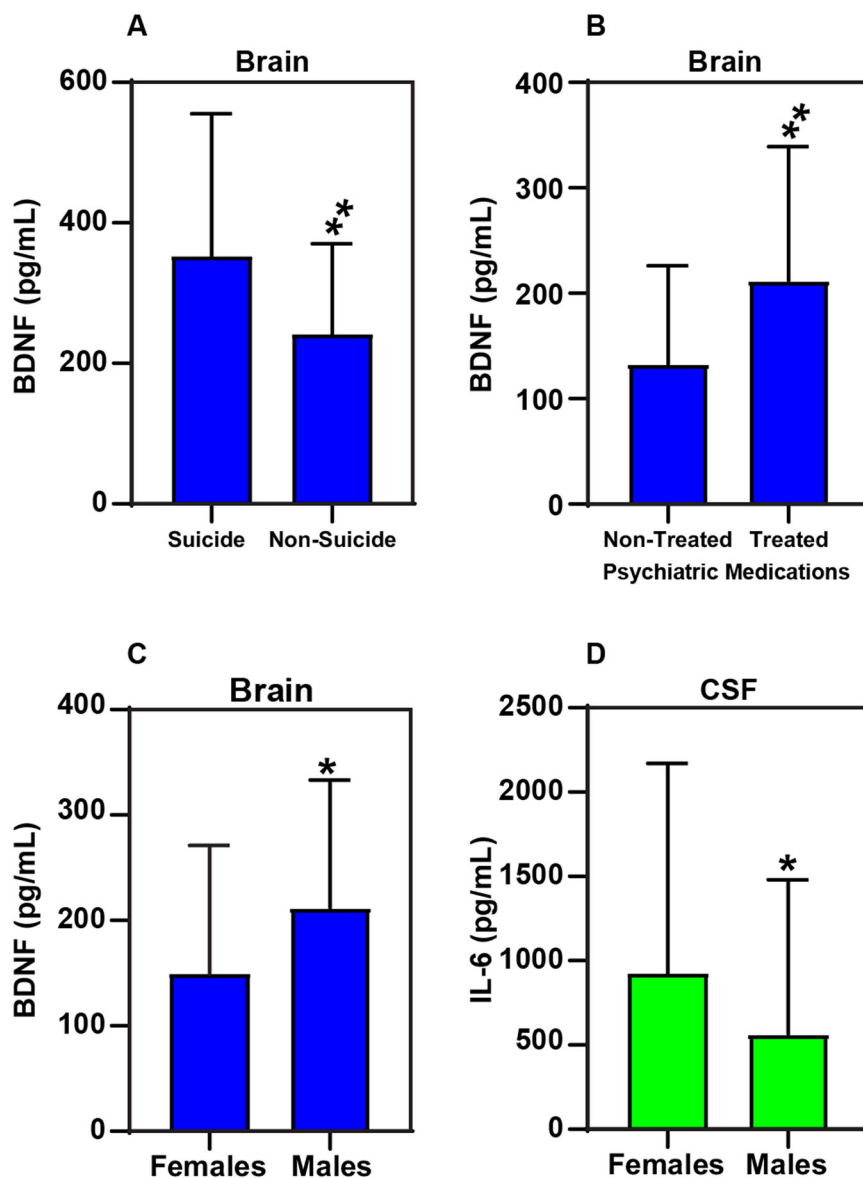 A
Brain
BDNF (pg/mL)
600
400
200
0
**
Suicide Non-Suicide
B
Brain
BDNF (pg/mL)
400
300
200
100
0
**
Non-Treated Treated
Psychiatric Medications
C
Brain
BDNF (pg/mL)
400
300
200
100
0
*
Females Males
D
CSF
IL-6 (pg/mL)
2500
2000
1500
1000
500
0
*
Females Males